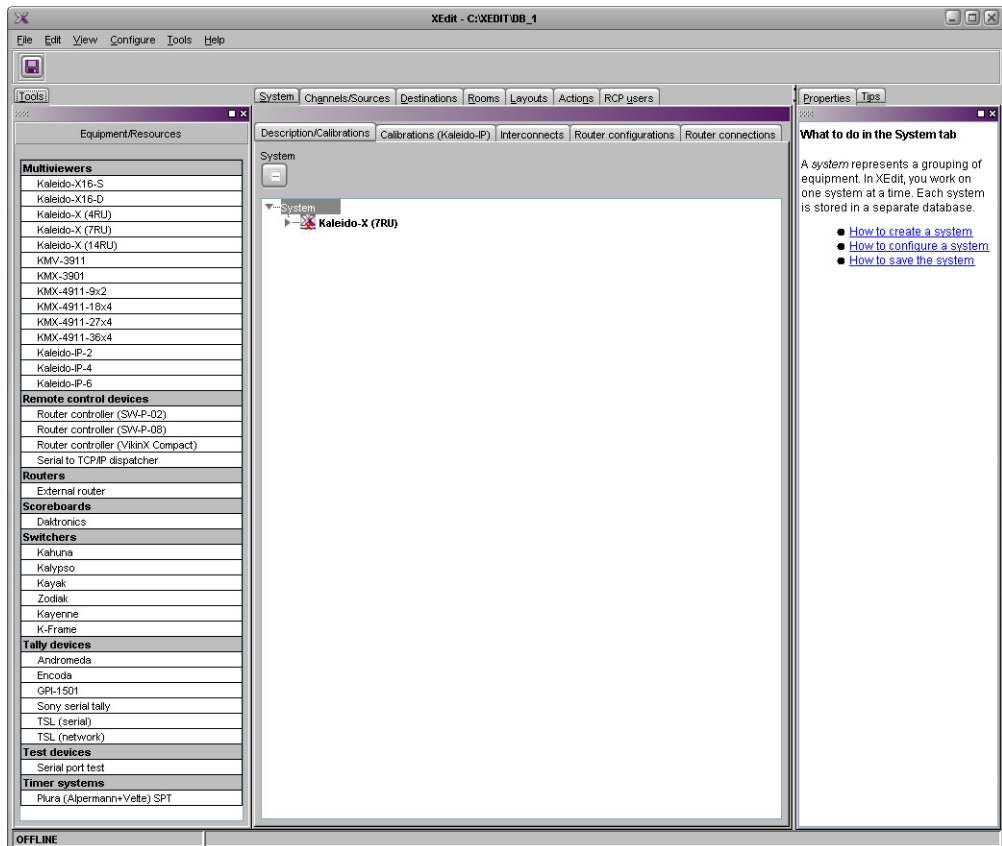 XEdit - C:\XEDIT\DB_1
File Edit View Configure Tools Help
Tools
Equipment/Resources
Multiviewers
Kaleido-X16-S
Kaleido-X16-D
Kaleido-X (4RU)
Kaleido-X (7RU)
Kaleido-X (14RU)
KMV-3911
KMX-3901
KMX-4911-9x2
KMX-4911-18x4
KMX-4911-27x4
KMX-4911-36x4
Kaleido-IP-2
Kaleido-IP-4
Kaleido-IP-6
Remote control devices
Router controller (SW-P-02)
Router controller (SW-P-08)
Router controller (VikinX Compact)
Serial to TCP/IP dispatcher
Routers
External router
Scoreboards
Daktronics
Switchers
Kahuna
Kalypso
Kayak
Zodiak
Kayenne
K-Frame
Tally devices
Andromeda
Encoda
GPI-1501
Sony serial tally
TSL (serial)
TSL (network)
Test devices
Serial port test
Timer systems
Plura (Alpermann+Velte) SPT
System Channels/Sources Destinations Rooms Layouts Actions RCP users
Description/Calibrations Calibrations (Kaleido-IP) Interconnects Router configurations Router connections
System
System
Kaleido-X (7RU)
Properties Tips
What to do in the System tab
A system represents a grouping of
equipment. In XEdit, you work on
one system at a time. Each system
is stored in a separate database.
How to create a system
How to configure a system
How to save the system
OFFLINE